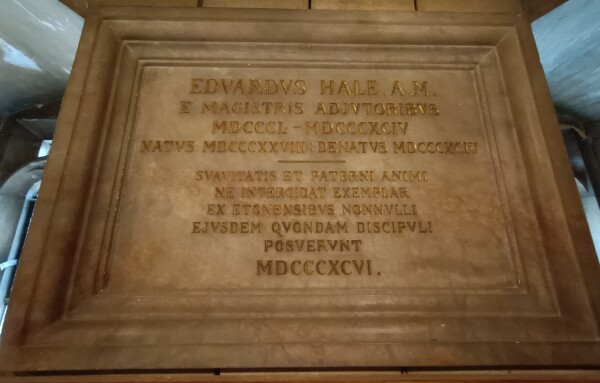 EDVARDVS HALE. A.M.
E MAGISTRIS ADJVTORIBVS
MDCCCL - MDCCCXCIV
NATVS MDCCCXXVIII : DENATVS MDCCCXCIV
SVAVITATIS ET PATERNI ANIMI
NE INTERCIDAT EXEMPLAR
EX ETONENSIBVS NONNVLLI
EJVSDEM QVONDAM DISCIPVLI
POSVERVNT
MDCCCXCVI.